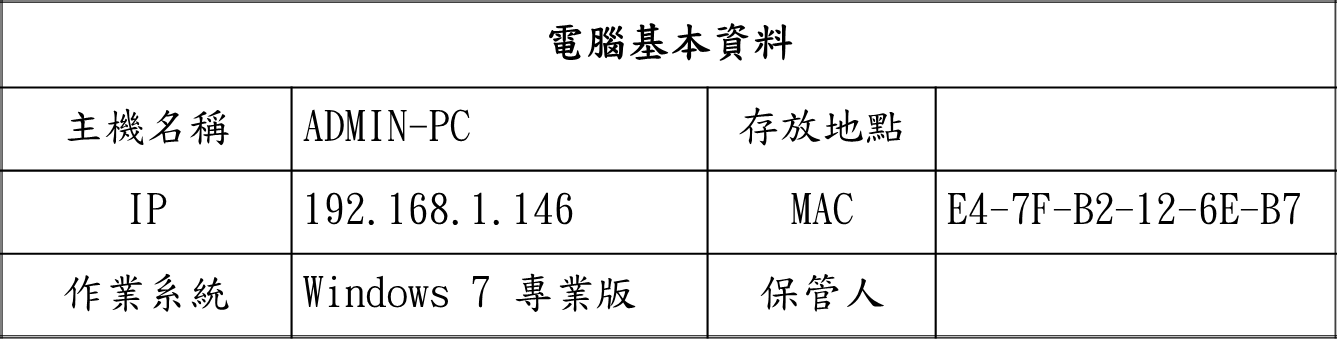 電腦基本資料
主機名稱 ADMIN-PC 存放地點
IP 192.168.1.146 MAC E4-7F-B2-12-6E-B7
作業系統 Windows 7 專業版 保管人